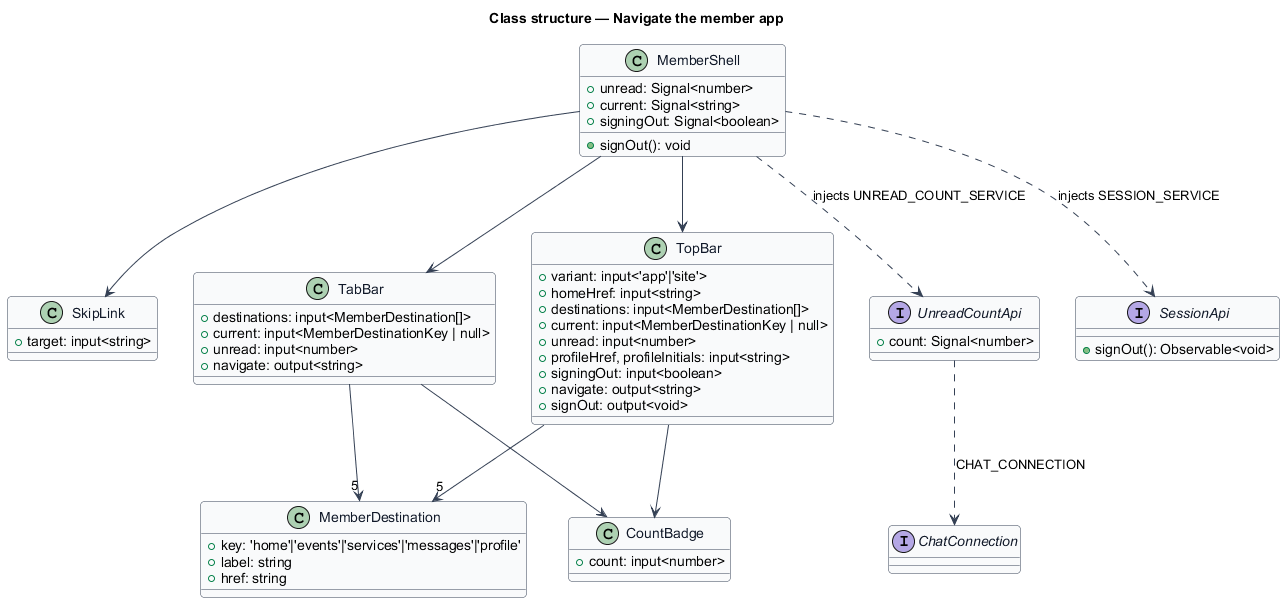 Class structure — Navigate the member app
C MemberShell
unread: Signal<number>
current: Signal<string>
signingOut: Signal<boolean>
signOut(): void
injects UNREAD_COUNT_SERVICE
injects SESSION_SERVICE
C SkipLink
target: input<string>
C TabBar
destinations: input<MemberDestination[]>
current: input<MemberDestinationKey | null>
unread: input<number>
navigate: output<string>
C TopBar
variant: input<'app'|'site'>
homeHref: input<string>
destinations: input<MemberDestination[]>
current: input<MemberDestinationKey | null>
unread: input<number>
profileHref, profileInitials: input<string>
signingOut: input<boolean>
navigate: output<string>
signOut: output<void>
I UnreadCountApi
count: Signal<number>
I SessionApi
signOut(): Observable<void>
CHAT_CONNECTION
5
5
C MemberDestination
key: 'home'|'events'|'services'|'messages'|'profile'
label: string
href: string
C CountBadge
count: input<number>
I ChatConnection